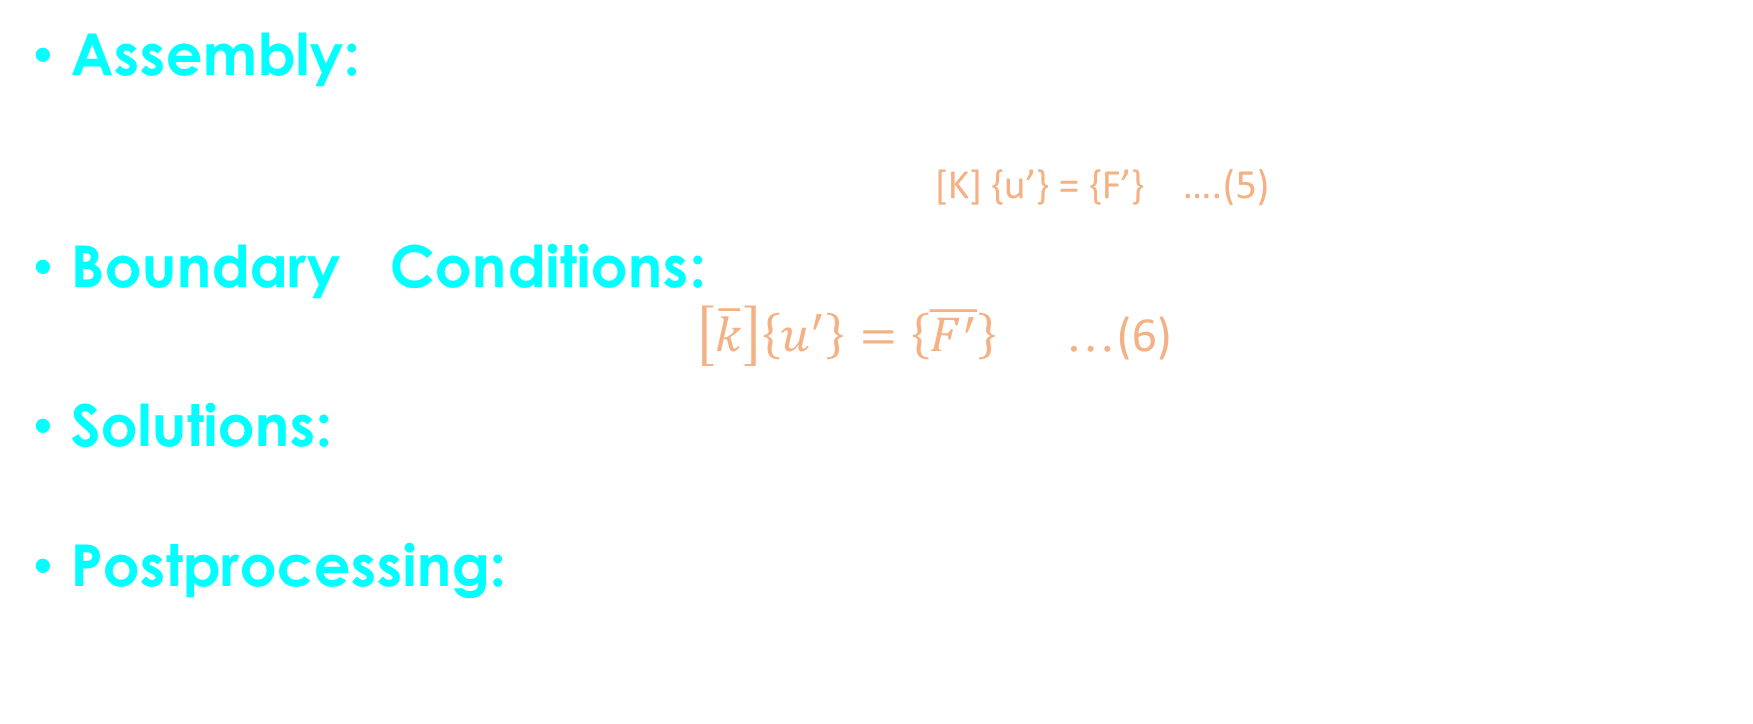 • Assembly:
[K] {u’} = {F’} ....(5)
• Boundary Conditions:
[k̅]{u′} = {F′̅} ...(6)
• Solutions:
• Postprocessing: